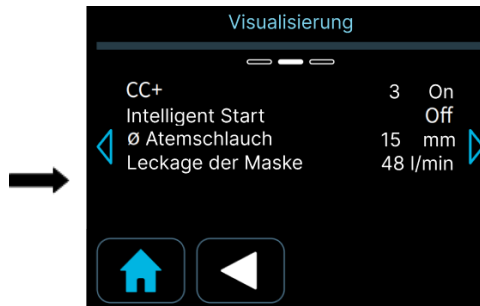 Visualisierung
CC+ 3 On
Intelligent Start Off
Ø Atemschlauch 15 mm
Leckage der Maske 48 l/min